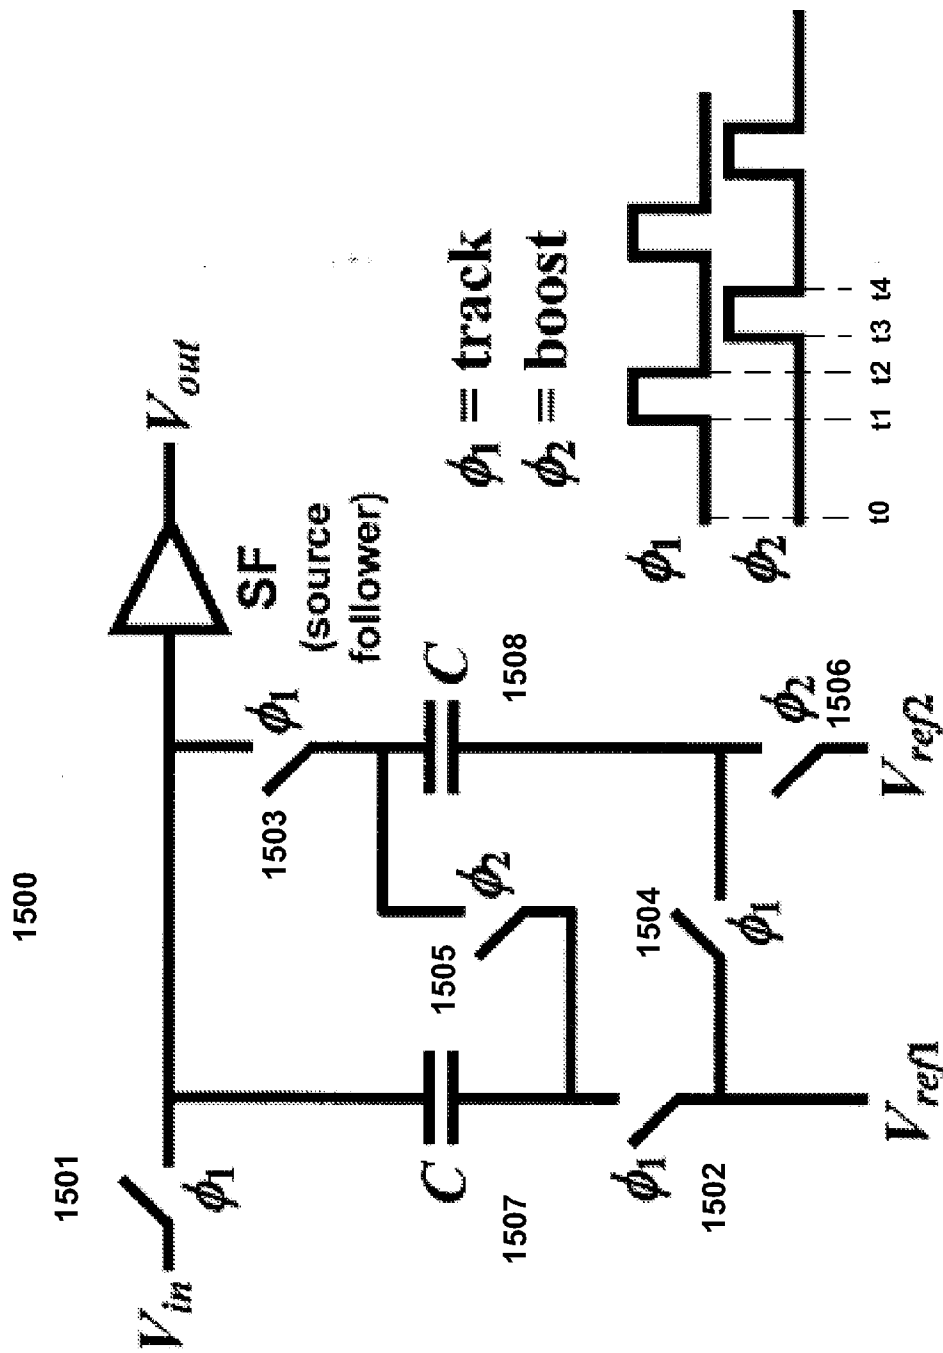 1500
1501
V_in
ϕ1
V_out
SF
(source
follower)
1503
ϕ1
C
1507
C
1508
1505
ϕ2
ϕ1
1502
1504
ϕ1
ϕ2
1506
V_ref1
V_ref2
ϕ1 = track
ϕ2 = boost
ϕ1
ϕ2
t0 t1 t2 t3 t4